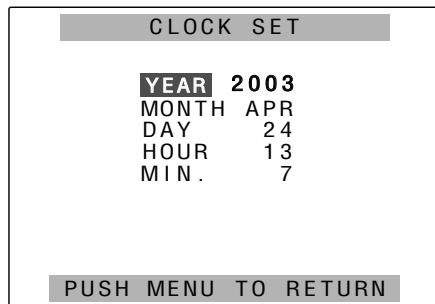 CLOCK SET
YEAR 2003
MONTH APR
DAY 24
HOUR 13
MIN. 7
PUSH MENU TO RETURN